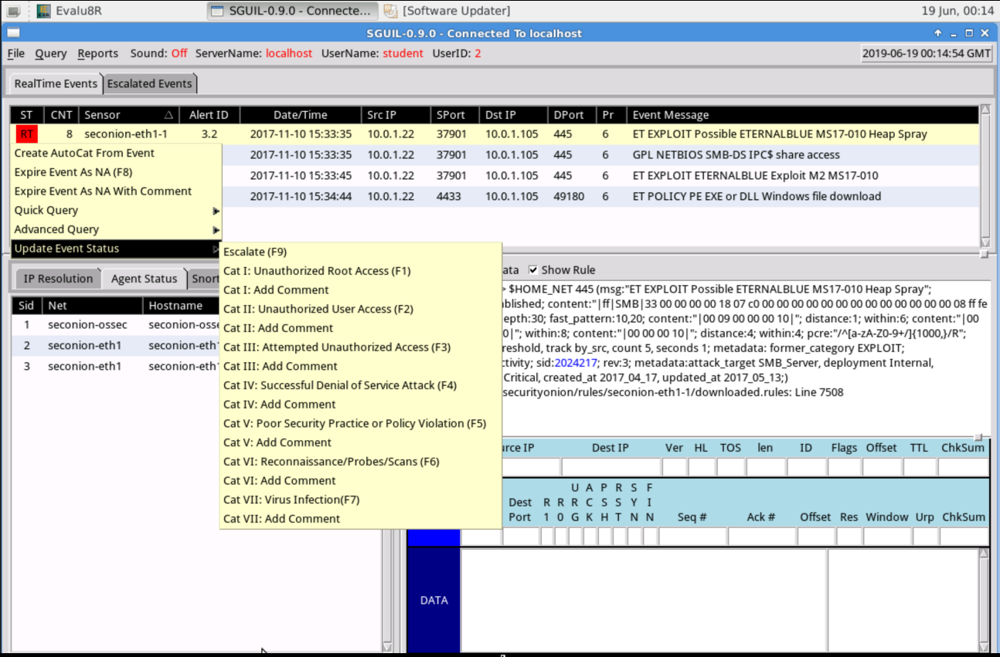 Evalu8R
SGUIL-0.9.0 - Connecte...
[Software Updater]
19 Jun, 00:14
SGUIL-0.9.0 - Connected To localhost
File Query Reports Sound: Off ServerName: localhost UserName: student UserID: 2
2019-06-19 00:14:54 GMT
RealTime Events Escalated Events
ST CNT Sensor Alert ID Date/Time Src IP SPort Dst IP DPort Pr Event Message
RT 8 seconion-eth1-1 3.2 2017-11-10 15:33:35 10.0.1.22 37901 10.0.1.105 445 6 ET EXPLOIT Possible ETERNALBLUE MS17-010 Heap Spray
2017-11-10 15:33:35 10.0.1.22 37901 10.0.1.105 445 6 GPL NETBIOS SMB-DS IPC$ share access
2017-11-10 15:33:45 10.0.1.22 37901 10.0.1.105 445 6 ET EXPLOIT ETERNALBLUE Exploit M2 MS17-010
2017-11-10 15:34:44 10.0.1.22 4433 10.0.1.105 49180 6 ET POLICY PE EXE or DLL Windows file download
Create AutoCat From Event
Expire Event As NA (F8)
Expire Event As NA With Comment
Quick Query
Advanced Query
Update Event Status
Escalate (F9)
Cat I: Unauthorized Root Access (F1)
Cat I: Add Comment
Cat II: Unauthorized User Access (F2)
Cat II: Add Comment
Cat III: Attempted Unauthorized Access (F3)
Cat III: Add Comment
Cat IV: Successful Denial of Service Attack (F4)
Cat IV: Add Comment
Cat V: Poor Security Practice or Policy Violation (F5)
Cat V: Add Comment
Cat VI: Reconnaissance/Probes/Scans (F6)
Cat VI: Add Comment
Cat VII: Virus Infection(F7)
Cat VII: Add Comment
IP Resolution Agent Status Snort
Sid Net Hostname
1 seconion-ossec seconion-osse
2 seconion-eth1 seconion-eth1
3 seconion-eth1 seconion-eth1
ata Show Rule
> $HOME_NET 445 (msg:"ET EXPLOIT Possible ETERNALBLUE MS17-010 Heap Spray";
blished; content:"|ff|SMB|33 00 00 00 00 18 07 c0 00 00 00 00 00 00 00 00 00 00 00 00 00 08 ff fe
epth:30; fast_pattern:10,20; content:"|00 09 00 00 00 10|"; distance:1; within:6; content:"|00
0|"; within:8; content:"|00 00 00 10|"; distance:4; within:4; pcre:"/^[a-zA-Z0-9+/]{1000,}/R";
reshold, track by_src, count 5, seconds 1; metadata: former_category EXPLOIT;
ctivity; sid:2024217; rev:3; metadata:attack_target SMB_Server, deployment Internal,
Critical, created_at 2017_04_17, updated_at 2017_05_13;)
securityonion/rules/seconion-eth1-1/downloaded.rules: Line 7508
urce IP Dest IP Ver HL TOS len ID Flags Offset TTL ChkSum
U A P R S F
Dest R R R C S S Y I
Port 1 0 G K H T N N Seq # Ack # Offset Res Window Urp ChkSum
DATA